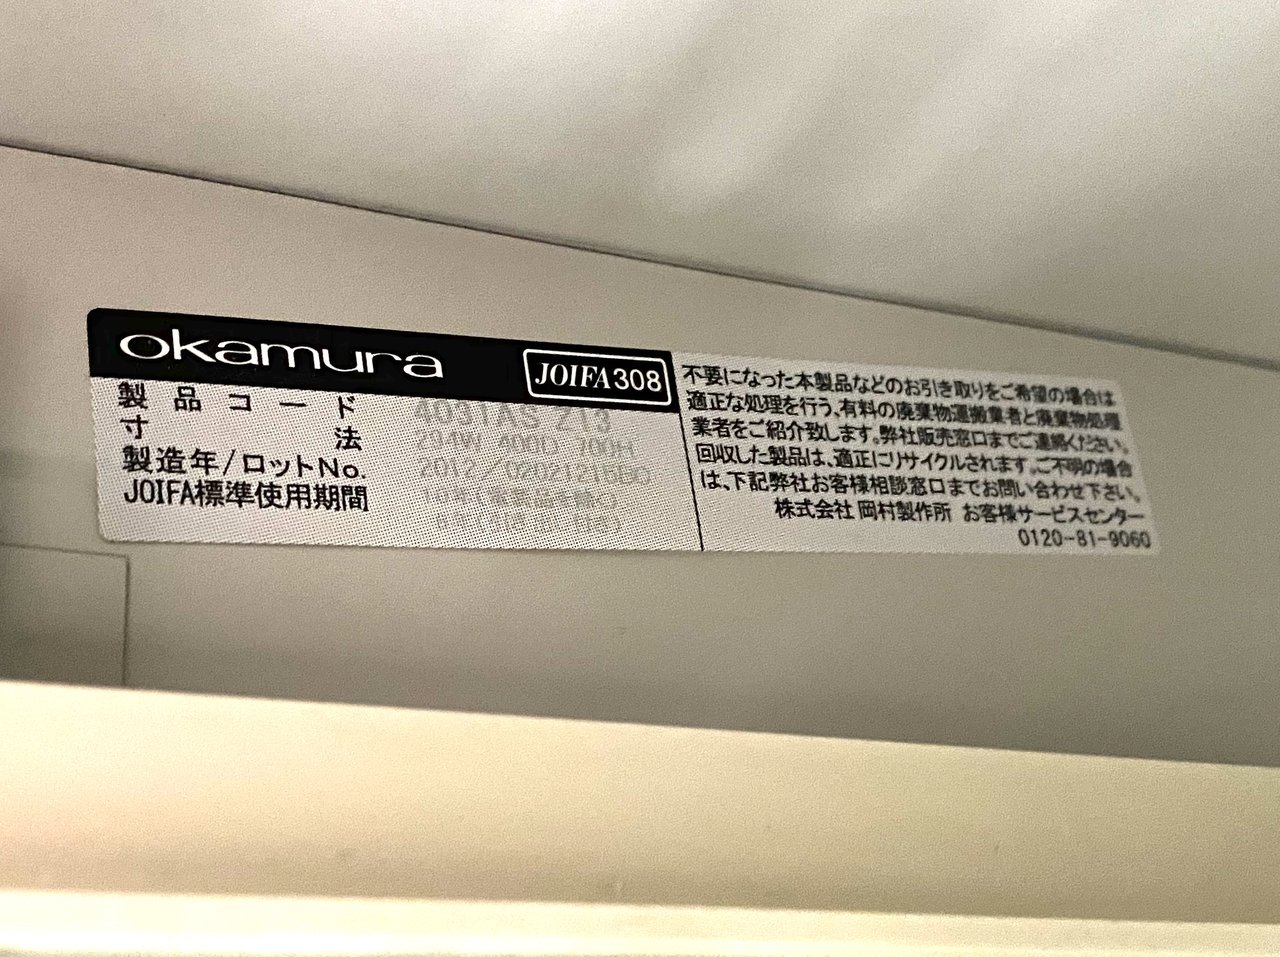 okamura
JOIFA308
製品コード 4031AS
寸法
製造年/ロットNo. 2012/
JOIFA標準使用期間
不要になった本製品などのお引き取りをご希望の場合は
適正な処理を行う、有料の廃棄物運搬業者と廃棄物処理
業者をご紹介致します。弊社販売窓口までご連絡ください。
回収した製品は、適正にリサイクルされます。ご不明の場合
は、下記弊社お客様相談窓口までお問い合わせ下さい。
株式会社 岡村製作所 お客様サービスセンター
0120-81-9060